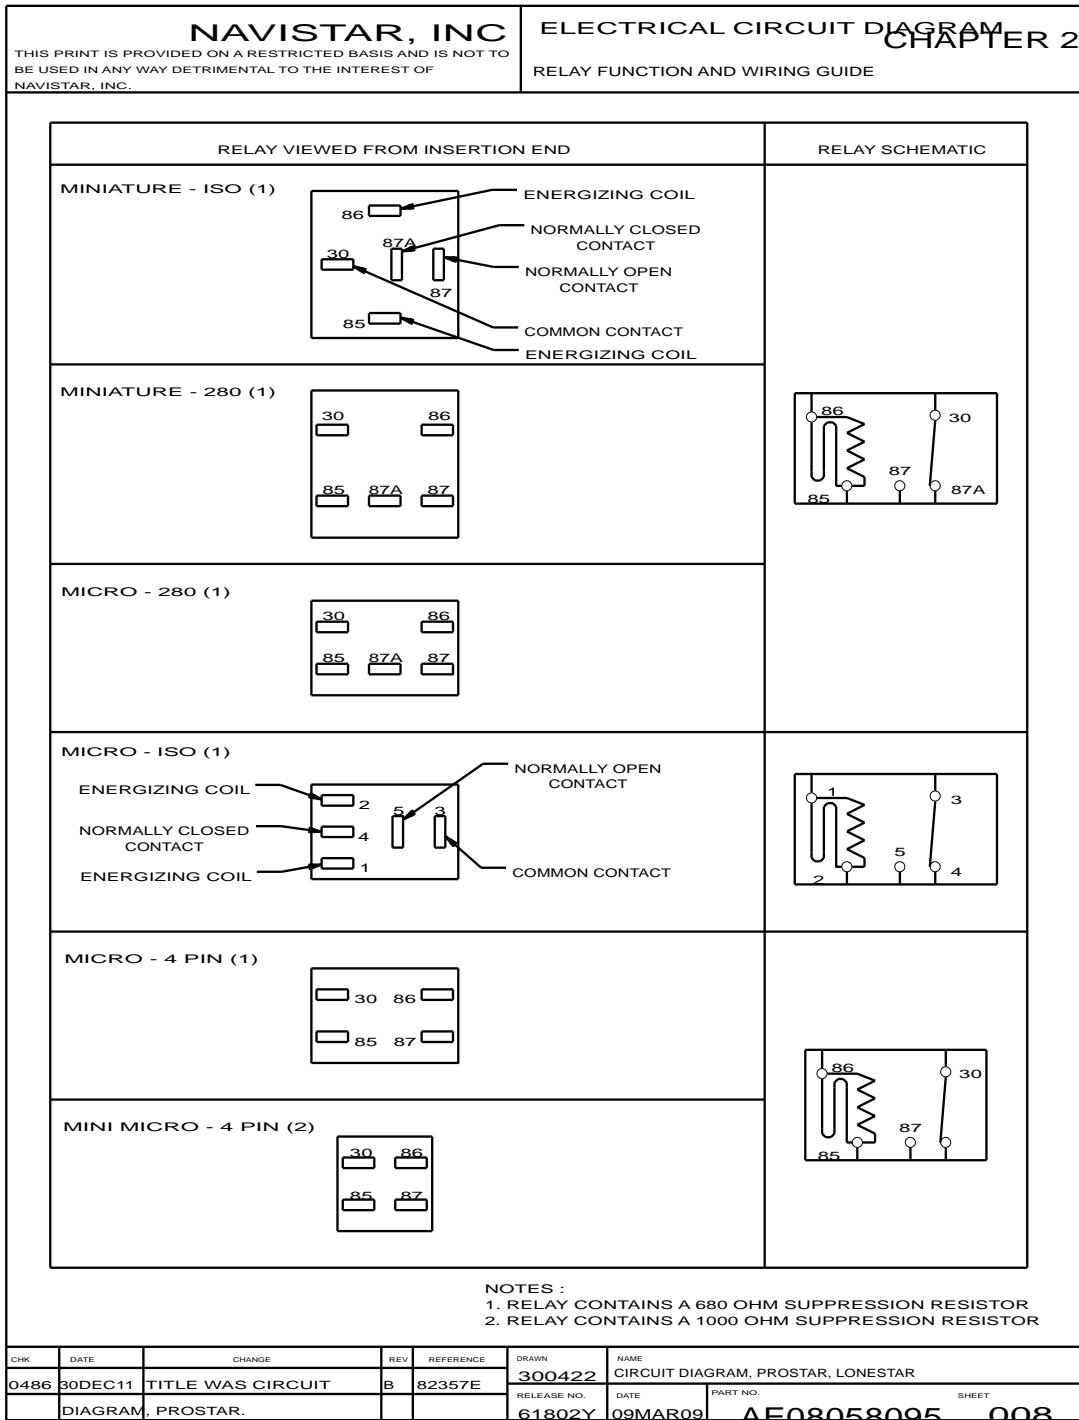 NAVISTAR, INC
THIS PRINT IS PROVIDED ON A RESTRICTED BASIS AND IS NOT TO
BE USED IN ANY WAY DETRIMENTAL TO THE INTEREST OF
NAVISTAR, INC.
ELECTRICAL CIRCUIT DIAGRAM
CHAPTER 2
RELAY FUNCTION AND WIRING GUIDE
RELAY VIEWED FROM INSERTION END
RELAY SCHEMATIC
MINIATURE - ISO (1)
86
87A
30
87
85
ENERGIZING COIL
NORMALLY CLOSED
CONTACT
NORMALLY OPEN
CONTACT
COMMON CONTACT
ENERGIZING COIL
MINIATURE - 280 (1)
30 86
85 87A 87
86
30
87
85
87A
MICRO - 280 (1)
30 86
85 87A 87
MICRO - ISO (1)
ENERGIZING COIL
NORMALLY CLOSED
CONTACT
ENERGIZING COIL
2
4
1
5 3
NORMALLY OPEN
CONTACT
COMMON CONTACT
1
3
5
2
4
MICRO - 4 PIN (1)
30 86
85 87
MINI MICRO - 4 PIN (2)
30 86
85 87
86
30
87
85
NOTES :
1. RELAY CONTAINS A 680 OHM SUPPRESSION RESISTOR
2. RELAY CONTAINS A 1000 OHM SUPPRESSION RESISTOR
CHK DATE CHANGE REV REFERENCE
0486 30DEC11 TITLE WAS CIRCUIT B 82357E
DIAGRAM, PROSTAR.
DRAWN
300422
NAME
CIRCUIT DIAGRAM, PROSTAR, LONESTAR
RELEASE NO.
61802Y
DATE
09MAR09
PART NO.
AE08058095
SHEET
008